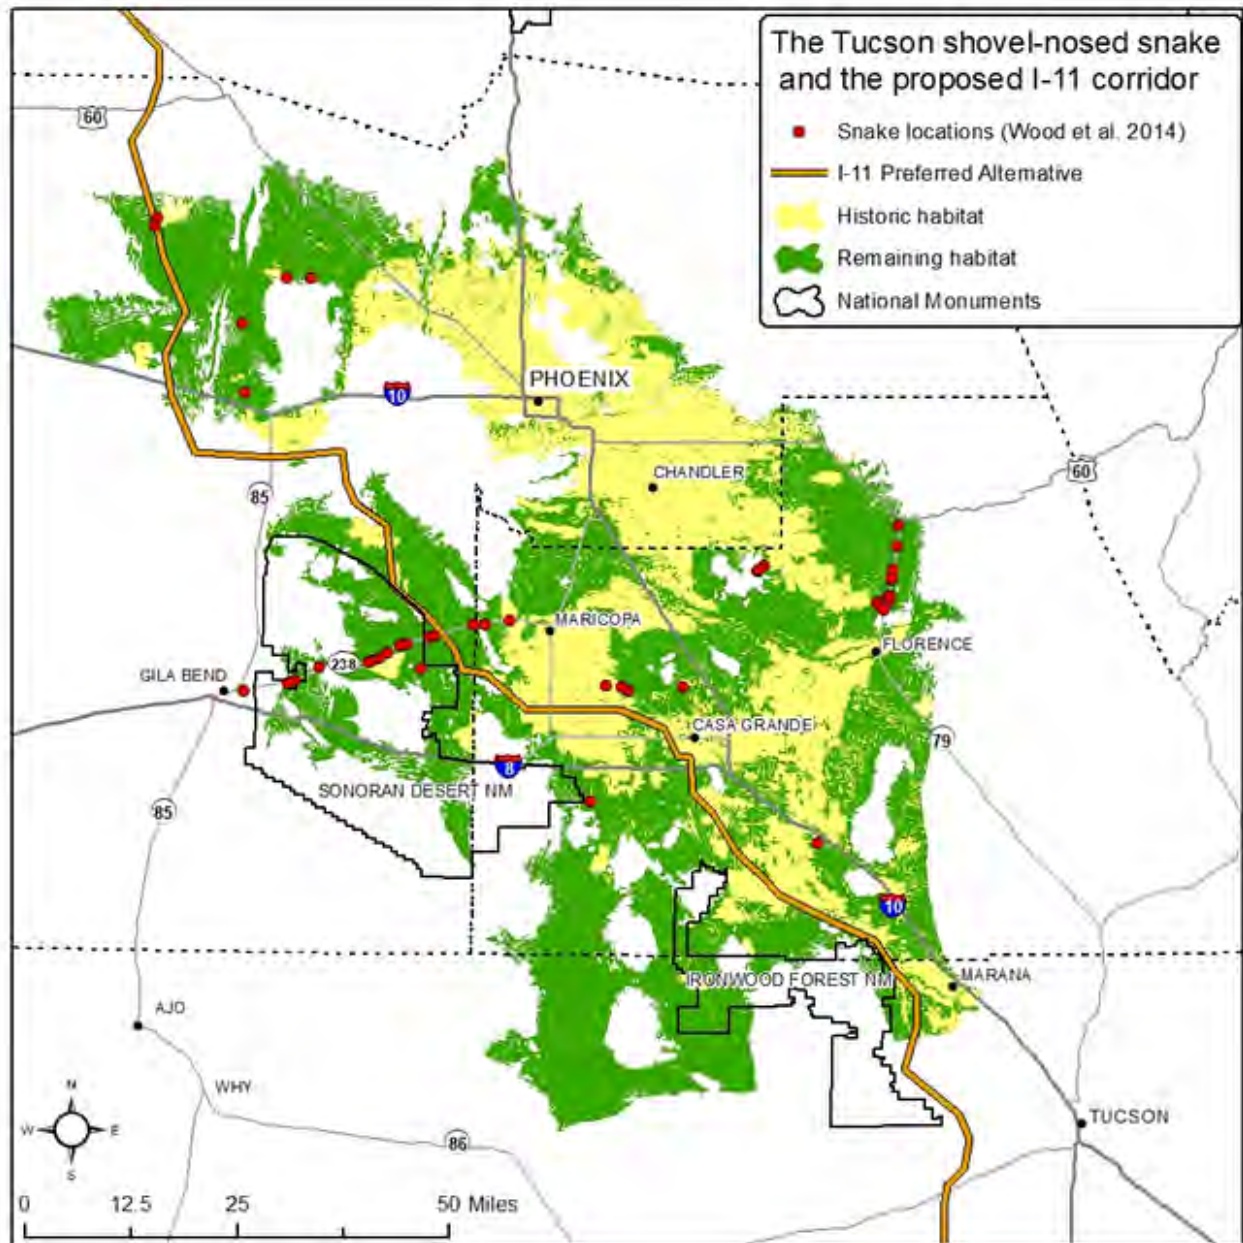 The Tucson shovel-nosed snake
and the proposed I-11 corridor
Snake locations (Wood et al. 2014)
I-11 Preferred Alternative
Historic habitat
Remaining habitat
National Monuments
60
10
PHOENIX
60
CHANDLER
85
MARICOPA
FLORENCE
238
GILA BEND
CASA GRANDE
79
8
SONORAN DESERT NM
85
10
IRONWOOD FOREST NM
MARANA
AJO
WHY
N
W
E
S
86
TUCSON
0 12.5 25 50 Miles